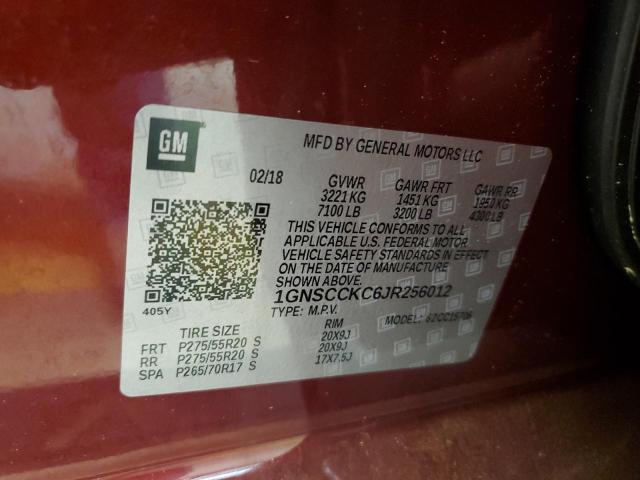 GM
MFD BY GENERAL MOTORS LLC
02/18 GVWR GAWR FRT GAWR RR
3221 KG 1451 KG 1950 KG
7100 LB 3200 LB 4300 LB
THIS VEHICLE CONFORMS TO ALL
APPLICABLE U.S. FEDERAL MOTOR
VEHICLE SAFETY STANDARDS IN EFFECT
ON THE DATE OF MANUFACTURE
SHOWN ABOVE.
1GNSCCKC6JR256012
405Y
TYPE: M.P.V. MODEL:
TIRE SIZE RIM
FRT P275/55R20 S 20X9J
RR P275/55R20 S 20X9J
SPA P265/70R17 S 17X7.5J